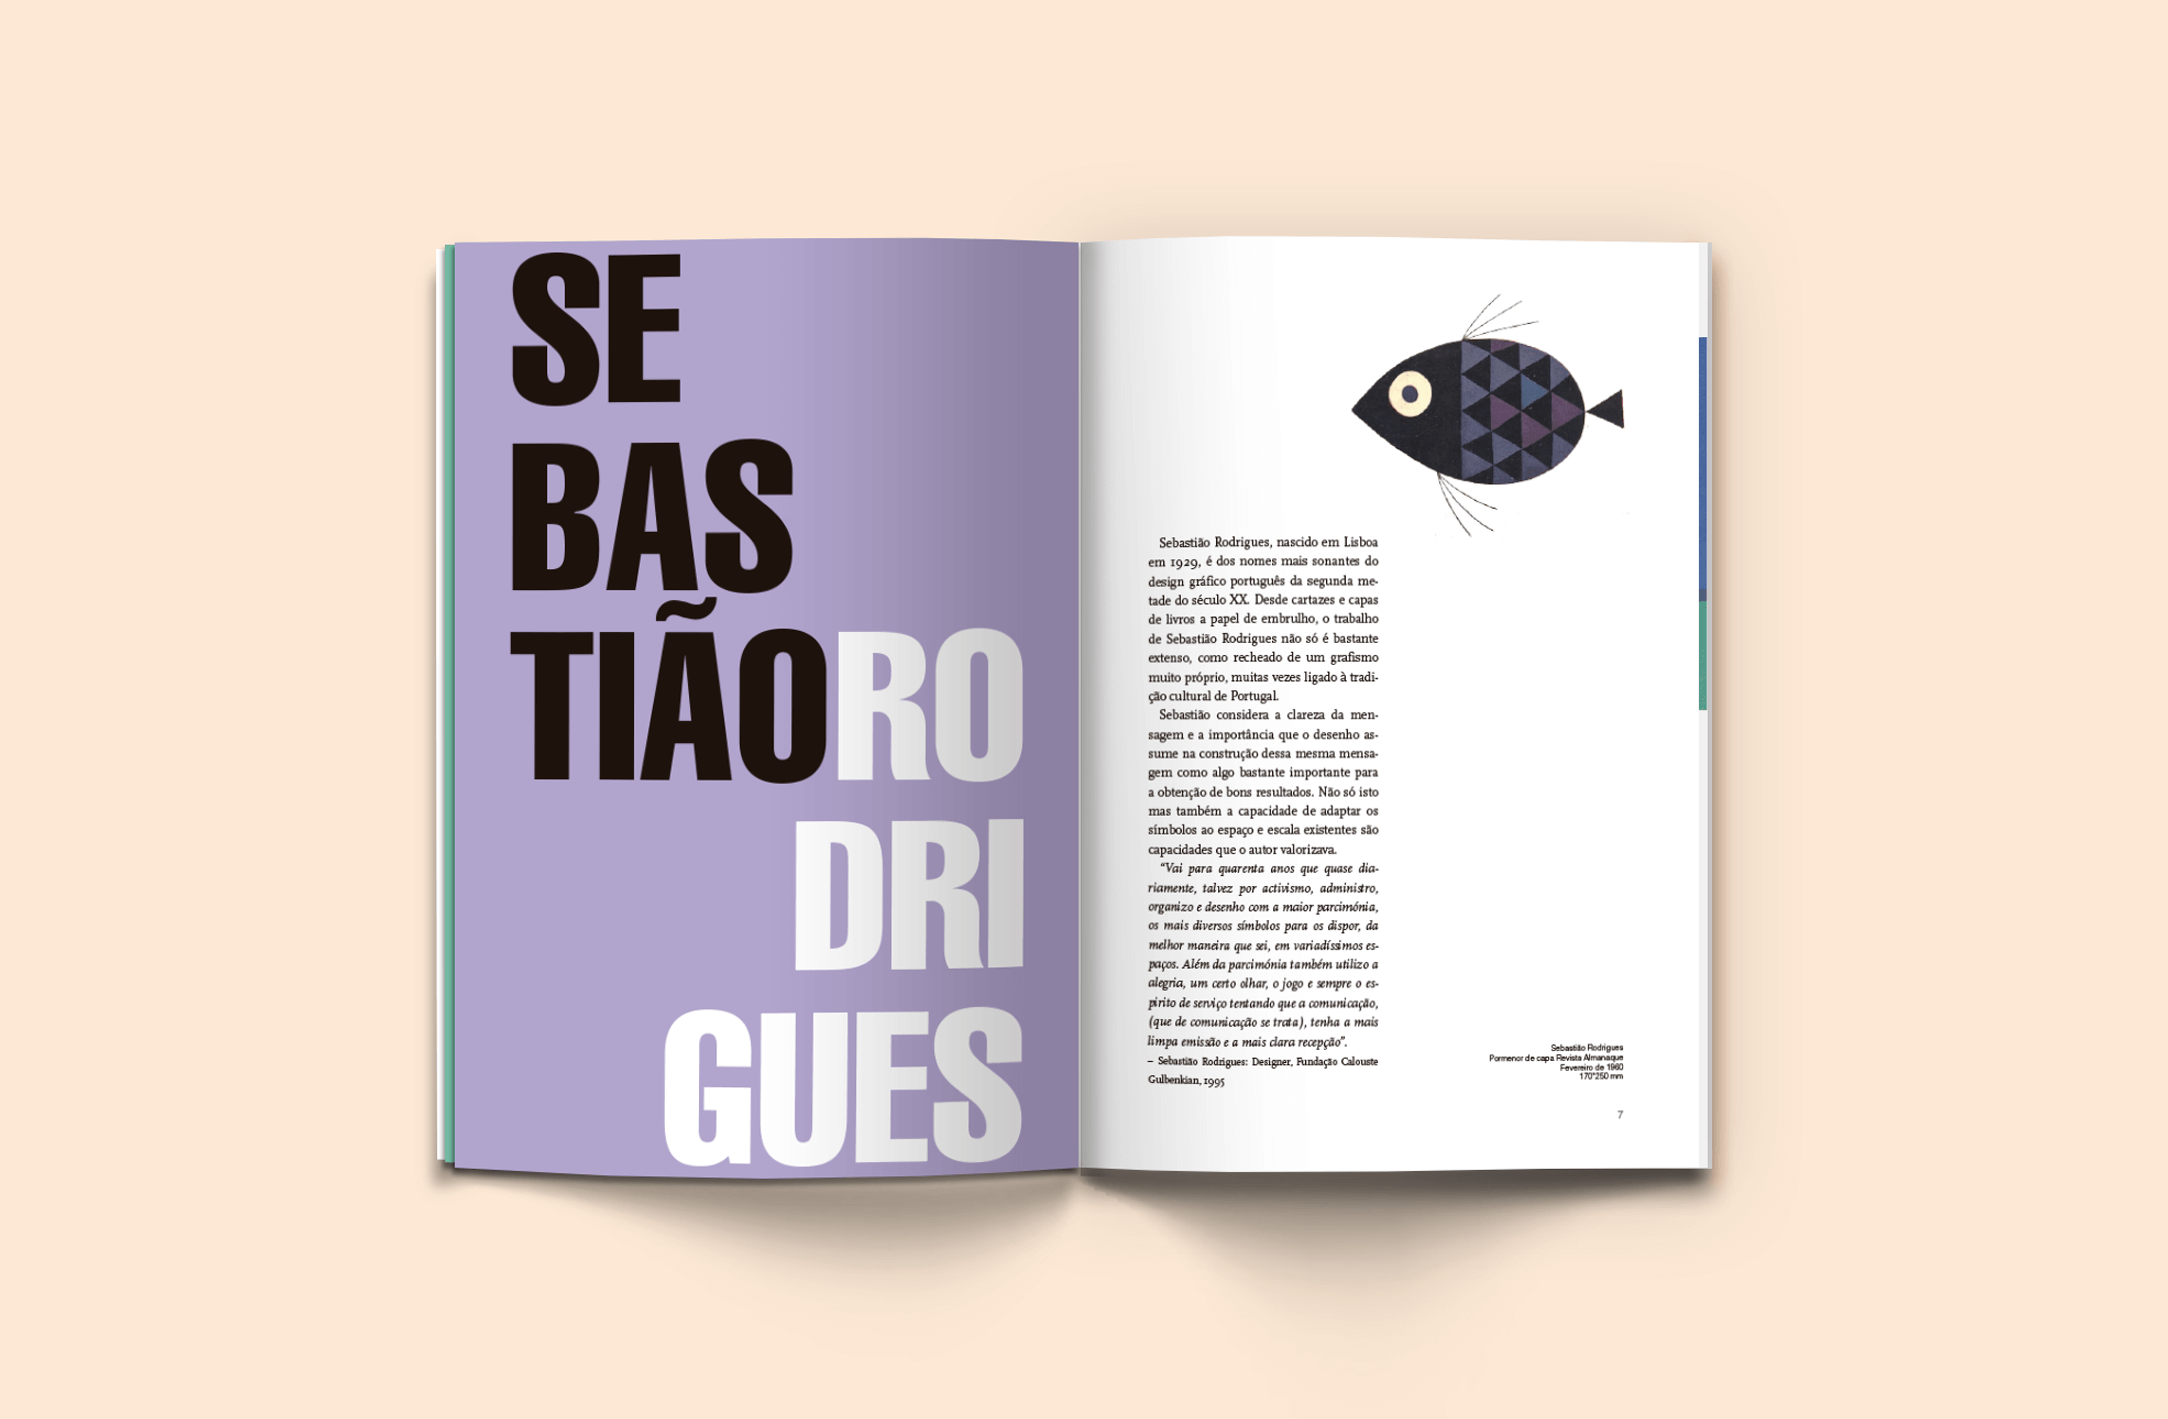 SE
BAS
TIÃORO
DRI
GUES
Sebastião Rodrigues, nascido em Lisboa
em 1929, é dos nomes mais sonantes do
design gráfico português da segunda me-
tade do século XX. Desde cartazes e capas
de livros a papel de embrulho, o trabalho
de Sebastião Rodrigues não só é bastante
extenso, como recheado de um grafismo
muito próprio, muitas vezes ligado à tradi-
ção cultural de Portugal.
Sebastião considera a clareza da men-
sagem e a importância que o desenho as-
sume na construção dessa mesma mensa-
gem como algo bastante importante para
a obtenção de bons resultados. Não só isto
mas também a capacidade de adaptar os
símbolos ao espaço e escala existentes são
capacidades que o autor valorizava.
“Vai para quarenta anos que quase dia-
riamente, talvez por activismo, administro,
organizo e desenho com a maior parcimónia,
os mais diversos símbolos para os dispor, da
melhor maneira que sei, em variadíssimos es-
paços. Além da parcimónia também utilizo a
alegria, um certo olhar, o jogo e sempre o es-
pirito de serviço tentando que a comunicação,
(que de comunicação se trata), tenha a mais
limpa emissão e a mais clara recepção”.
– Sebastião Rodrigues: Designer, Fundação Calouste
Gulbenkian, 1995
Sebastião Rodrigues
Pormenor de capa Revista Almanaque
Fevereiro de 1960
170*250 mm
7